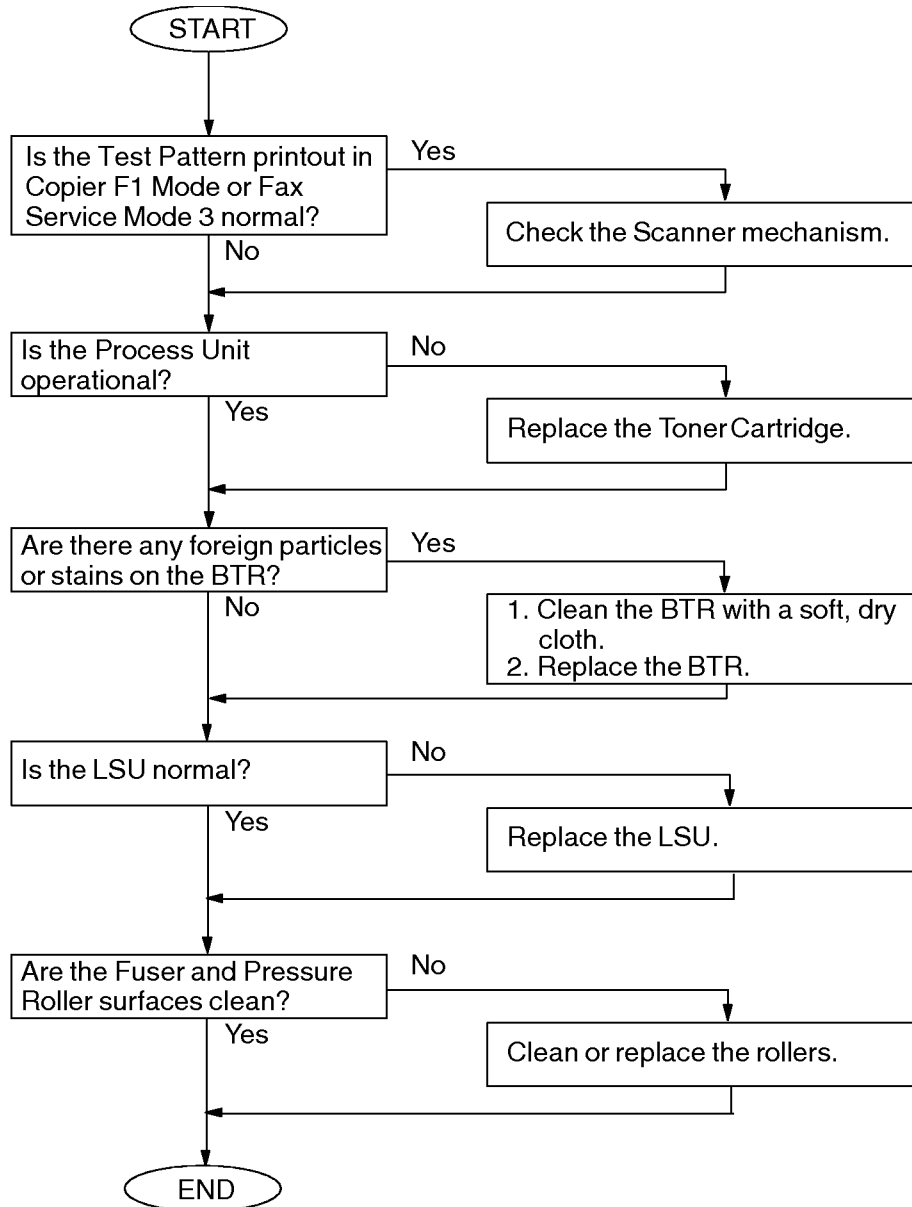 START
Is the Test Pattern printout in
Copier F1 Mode or Fax
Service Mode 3 normal?
Yes
Check the Scanner mechanism.
No
Is the Process Unit
operational?
No
Replace the Toner Cartridge.
Yes
Are there any foreign particles
or stains on the BTR?
Yes
1. Clean the BTR with a soft, dry
cloth.
2. Replace the BTR.
No
Is the LSU normal?
No
Replace the LSU.
Yes
Are the Fuser and Pressure
Roller surfaces clean?
No
Clean or replace the rollers.
Yes
END